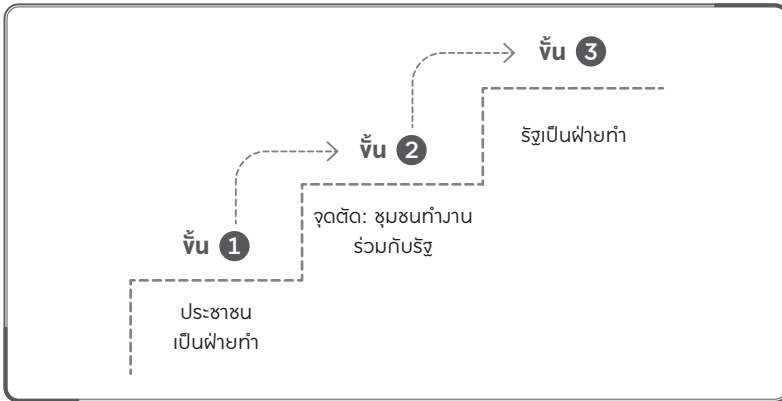 ขั้น 1
ประชาชน
เป็นฝ่ายทำ
ขั้น 2
จุดตัด: ชุมชนทำงาน
ร่วมกับรัฐ
ขั้น 3
รัฐเป็นฝ่ายทำ